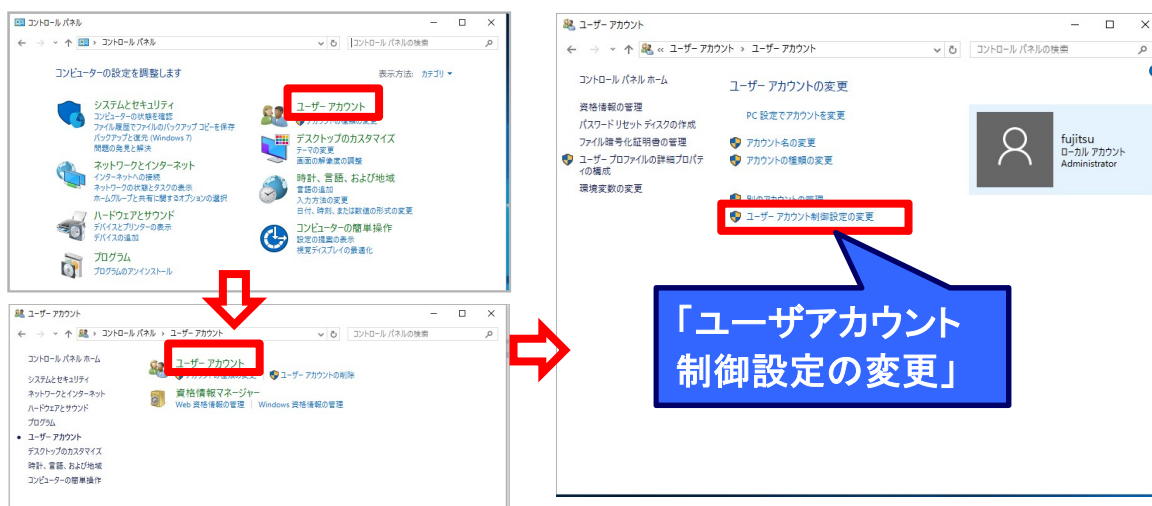 コントロール パネル
コントロール パネル
コントロール パネルの検索
コンピューターの設定を調整します
表示方法: カテゴリ
システムとセキュリティ
コンピューターの状態を確認
ファイル履歴でファイルのバックアップ コピーを保存
バックアップと復元 (Windows 7)
問題の発見と解決
ネットワークとインターネット
インターネットへの接続
ネットワークの状態とタスクの表示
ホームグループと共有に関するオプションの選択
ハードウェアとサウンド
デバイスとプリンターの表示
デバイスの追加
プログラム
プログラムのアンインストール
ユーザー アカウント
アカウントの種類の変更
デスクトップのカスタマイズ
テーマの変更
画面の解像度の調整
時計、言語、および地域
言語の追加
入力方法の変更
日付、時刻、または数値の形式の変更
コンピューターの簡単操作
設定の提案の表示
視覚ディスプレイの最適化
ユーザー アカウント
コントロール パネル › ユーザー アカウント
コントロール パネルの検索
コントロール パネル ホーム
システムとセキュリティ
ネットワークとインターネット
ハードウェアとサウンド
プログラム
ユーザー アカウント
デスクトップのカスタマイズ
時計、言語、および地域
コンピューターの簡単操作
ユーザー アカウント
アカウントの種類の変更
ユーザー アカウントの削除
資格情報マネージャー
Web 資格情報の管理
Windows 資格情報の管理
ユーザー アカウント
« ユーザー アカウント › ユーザー アカウント
コントロール パネルの検索
コントロール パネル ホーム
資格情報の管理
パスワード リセット ディスクの作成
ファイル暗号化証明書の管理
ユーザー プロファイルの詳細プロパテ
ィの構成
環境変数の変更
ユーザー アカウントの変更
PC 設定でアカウントを変更
アカウント名の変更
アカウントの種類の変更
別のアカウントの管理
ユーザー アカウント制御設定の変更
fujitsu
ローカル アカウント
Administrator
「ユーザアカウント
制御設定の変更」